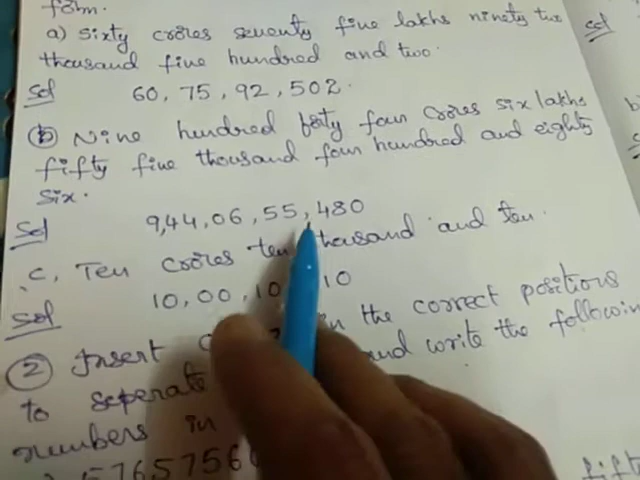 form.
a) Sixty crores seventy five lakhs ninety two
thousand five hundred and two.
Sol 60, 75, 92, 502.
b) Nine hundred forty four crores six lakhs
fifty five thousand four hundred and eighty
six.
Sol 9,44,06,55,480
c, Ten crores ten thousand and ten.
Sol 10,00,10 10
2) Insert in the correct positions
to seperate and write the following
numbers in